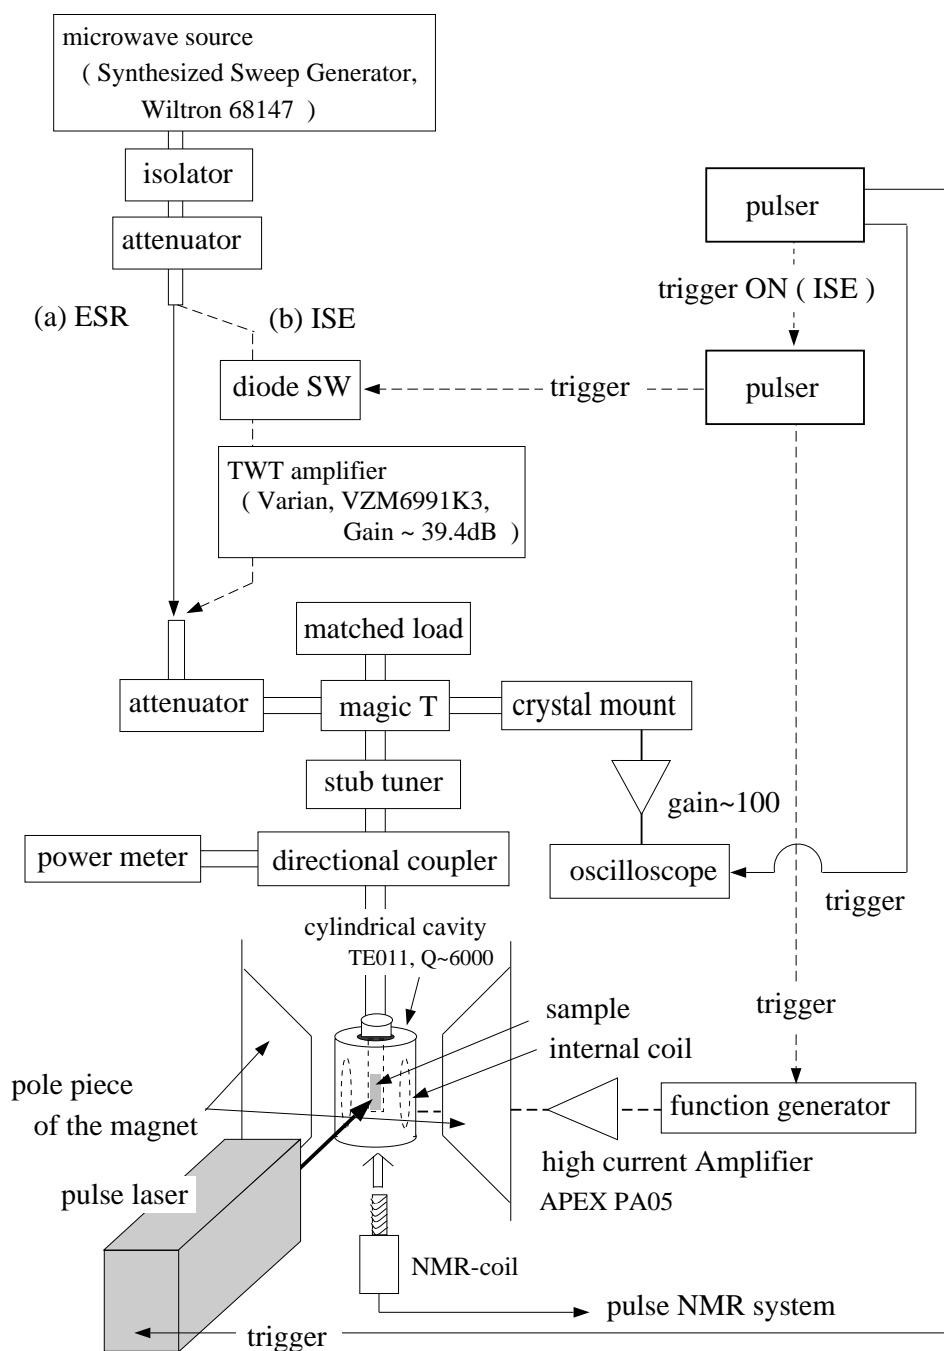 microwave source
( Synthesized Sweep Generator,
Wiltron 68147 )
isolator
attenuator
(a) ESR
(b) ISE
pulser
trigger ON ( ISE )
diode SW
trigger
pulser
TWT amplifier
( Varian, VZM6991K3,
Gain ~ 39.4dB )
matched load
attenuator
magic T
crystal mount
stub tuner
gain~100
power meter
directional coupler
oscilloscope
trigger
cylindrical cavity
TE011, Q~6000
trigger
sample
internal coil
pole piece
of the magnet
function generator
high current Amplifier
APEX PA05
pulse laser
NMR-coil
pulse NMR system
trigger